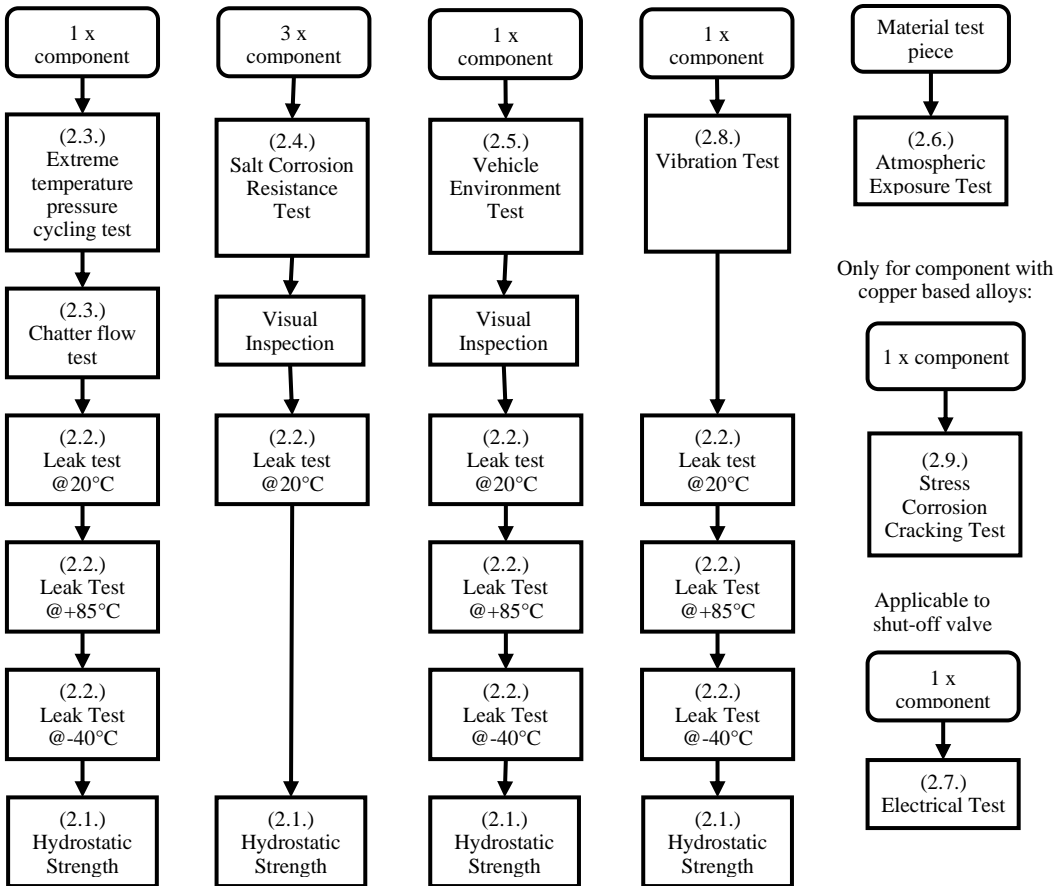 1 x
component
(2.3.)
Extreme
temperature
pressure
cycling test
(2.3.)
Chatter flow
test
(2.2.)
Leak test
@20°C
(2.2.)
Leak Test
@+85°C
(2.2.)
Leak Test
@-40°C
(2.1.)
Hydrostatic
Strength
3 x
component
(2.4.)
Salt Corrosion
Resistance
Test
Visual
Inspection
(2.2.)
Leak test
@20°C
(2.1.)
Hydrostatic
Strength
1 x
component
(2.5.)
Vehicle
Environment
Test
Visual
Inspection
(2.2.)
Leak test
@20°C
(2.2.)
Leak Test
@+85°C
(2.2.)
Leak Test
@-40°C
(2.1.)
Hydrostatic
Strength
1 x
component
(2.8.)
Vibration Test
(2.2.)
Leak test
@20°C
(2.2.)
Leak Test
@+85°C
(2.2.)
Leak Test
@-40°C
(2.1.)
Hydrostatic
Strength
Material test
piece
(2.6.)
Atmospheric
Exposure Test
Only for component with
copper based alloys:
1 x component
(2.9.)
Stress
Corrosion
Cracking Test
Applicable to
shut-off valve
1 x
component
(2.7.)
Electrical Test